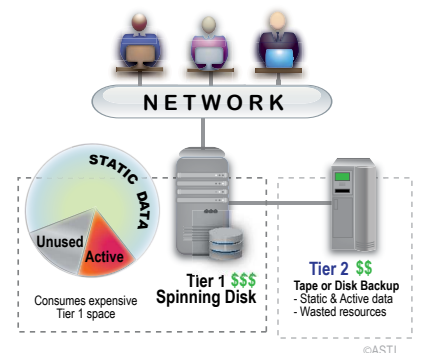 NETWORK
STATIC DATA
Unused
Active
Consumes expensive
Tier 1 space
Tier 1 $$$
Spinning Disk
Tier 2 $$
Tape or Disk Backup
- Static & Active data
- Wasted resources
©ASTI